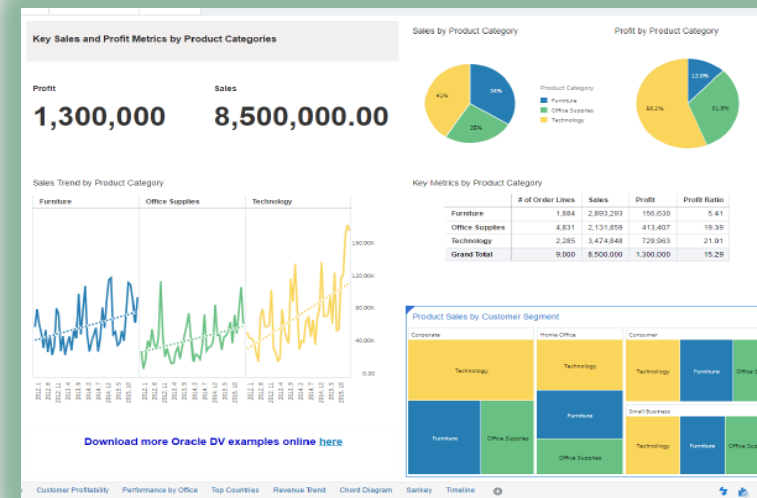 Key Sales and Profit Metrics by Product Categories
Profit
Sales
1,300,000
8,500,000.00
Sales by Product Category
41%
34%
25%
Product Category
Furniture
Office Supplies
Technology
Profit by Product Category
12.0%
31.8%
56.2%
Sales Trend by Product Category
Furniture
Office Supplies
Technology
160.00K
120.00K
80.00K
40.00K
0.00
Key Metrics by Product Category
# of Order Lines Sales Profit Profit Ratio
Furniture 1,884 2,893,293 156,630 5.41
Office Supplies 4,831 2,131,859 413,407 19.39
Technology 2,285 3,474,848 729,963 21.01
Grand Total 9,000 8,500,000 1,300,000 15.29
Product Sales by Customer Segment
Corporate
Technology
Furniture
Office Supplies
Home Office
Technology
Furniture
Office Supplies
Consumer
Technology
Furniture
Office
Small Business
Technology
Furniture
Office
Download more Oracle DV examples online here
Customer Profitability Performance by Office Top Countries Revenue Trend Chord Diagram Sankey Timeline